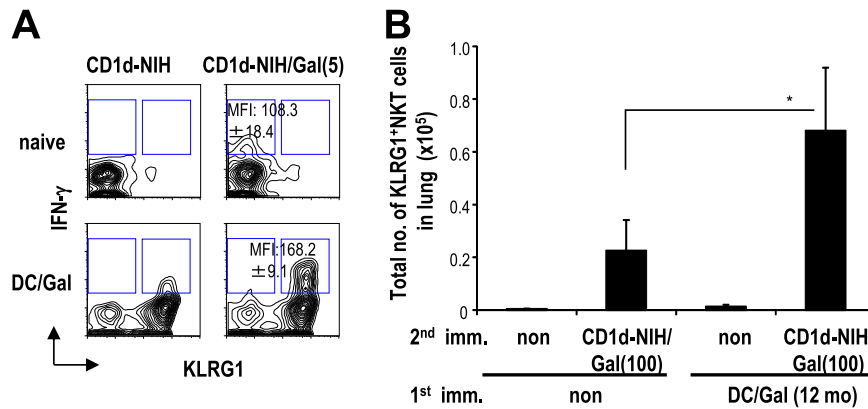 A
CD1d-NIH CD1d-NIH/Gal(5)
naive
MFI: 108.3
±18.4
DC/Gal
MFI:168.2
±9.1
IFN-γ
KLRG1
B
Total no. of KLRG1+NKT cells
in lung (x10⁵)
1.0
0.8
0.6
0.4
0.2
0
*
2nd imm. non CD1d-NIH/ non CD1d-NIH
Gal(100) Gal(100)
1st imm. non DC/Gal (12 mo)